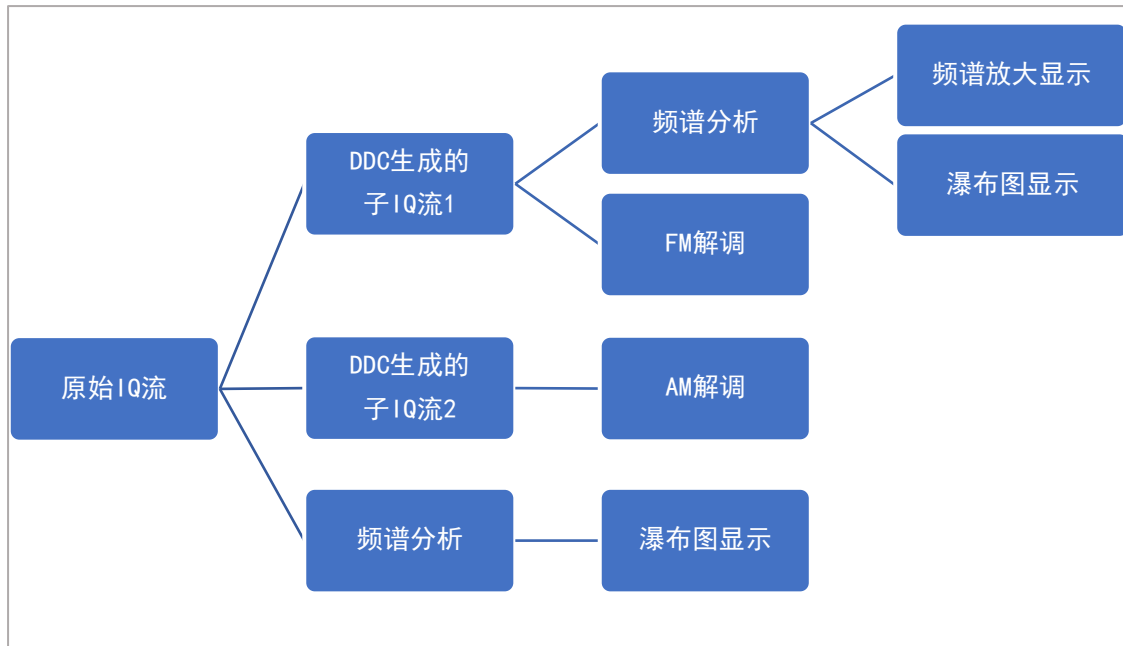 频谱放大显示
频谱分析
DDC生成的
子IQ流1
瀑布图显示
FM解调
原始IQ流
DDC生成的
子IQ流2
AM解调
频谱分析
瀑布图显示